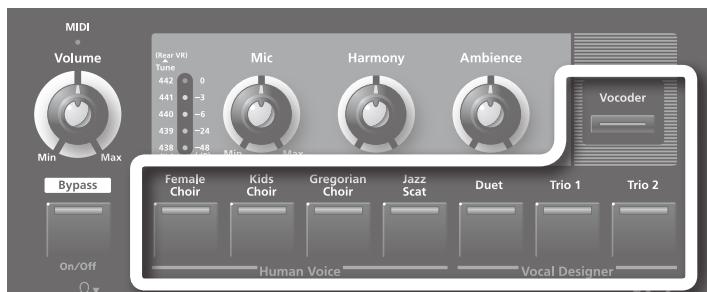 MIDI
Volume
Min Max
(Rear VR)
Tune
442 0
441 -3
440 -6
439 -24
438 -48
Mic
Min Max
Harmony
Ambience
Vocoder
Bypass
On/Off
Female
Choir
Kids
Choir
Gregorian
Choir
Jazz
Scat
Duet
Trio 1
Trio 2
Human Voice
Vocal Designer